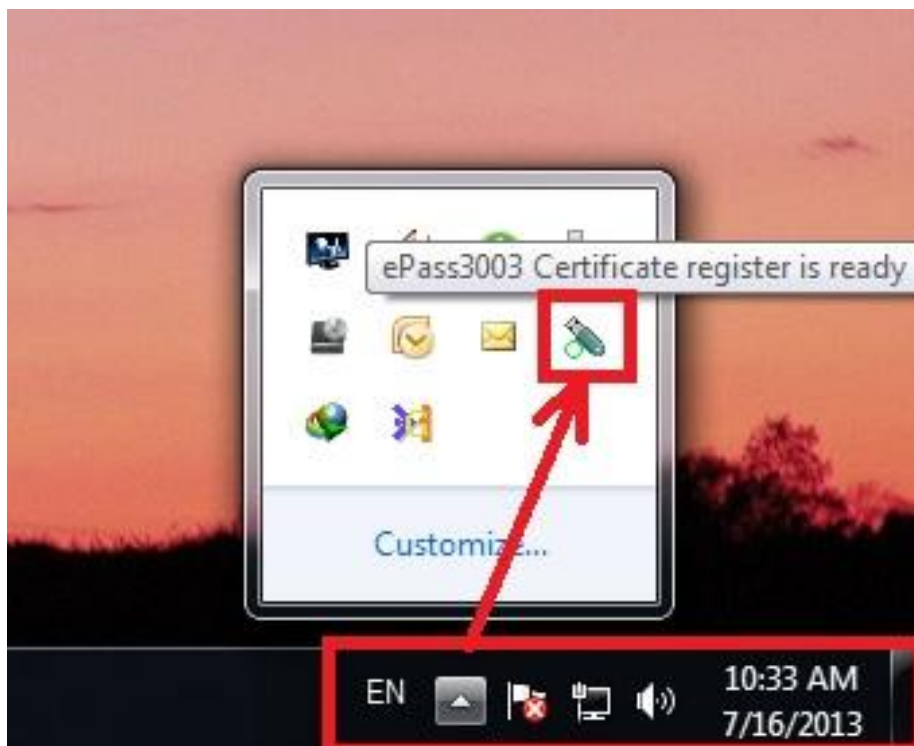 ePass3003 Certificate register is ready
Customize...
EN
10:33 AM
7/16/2013